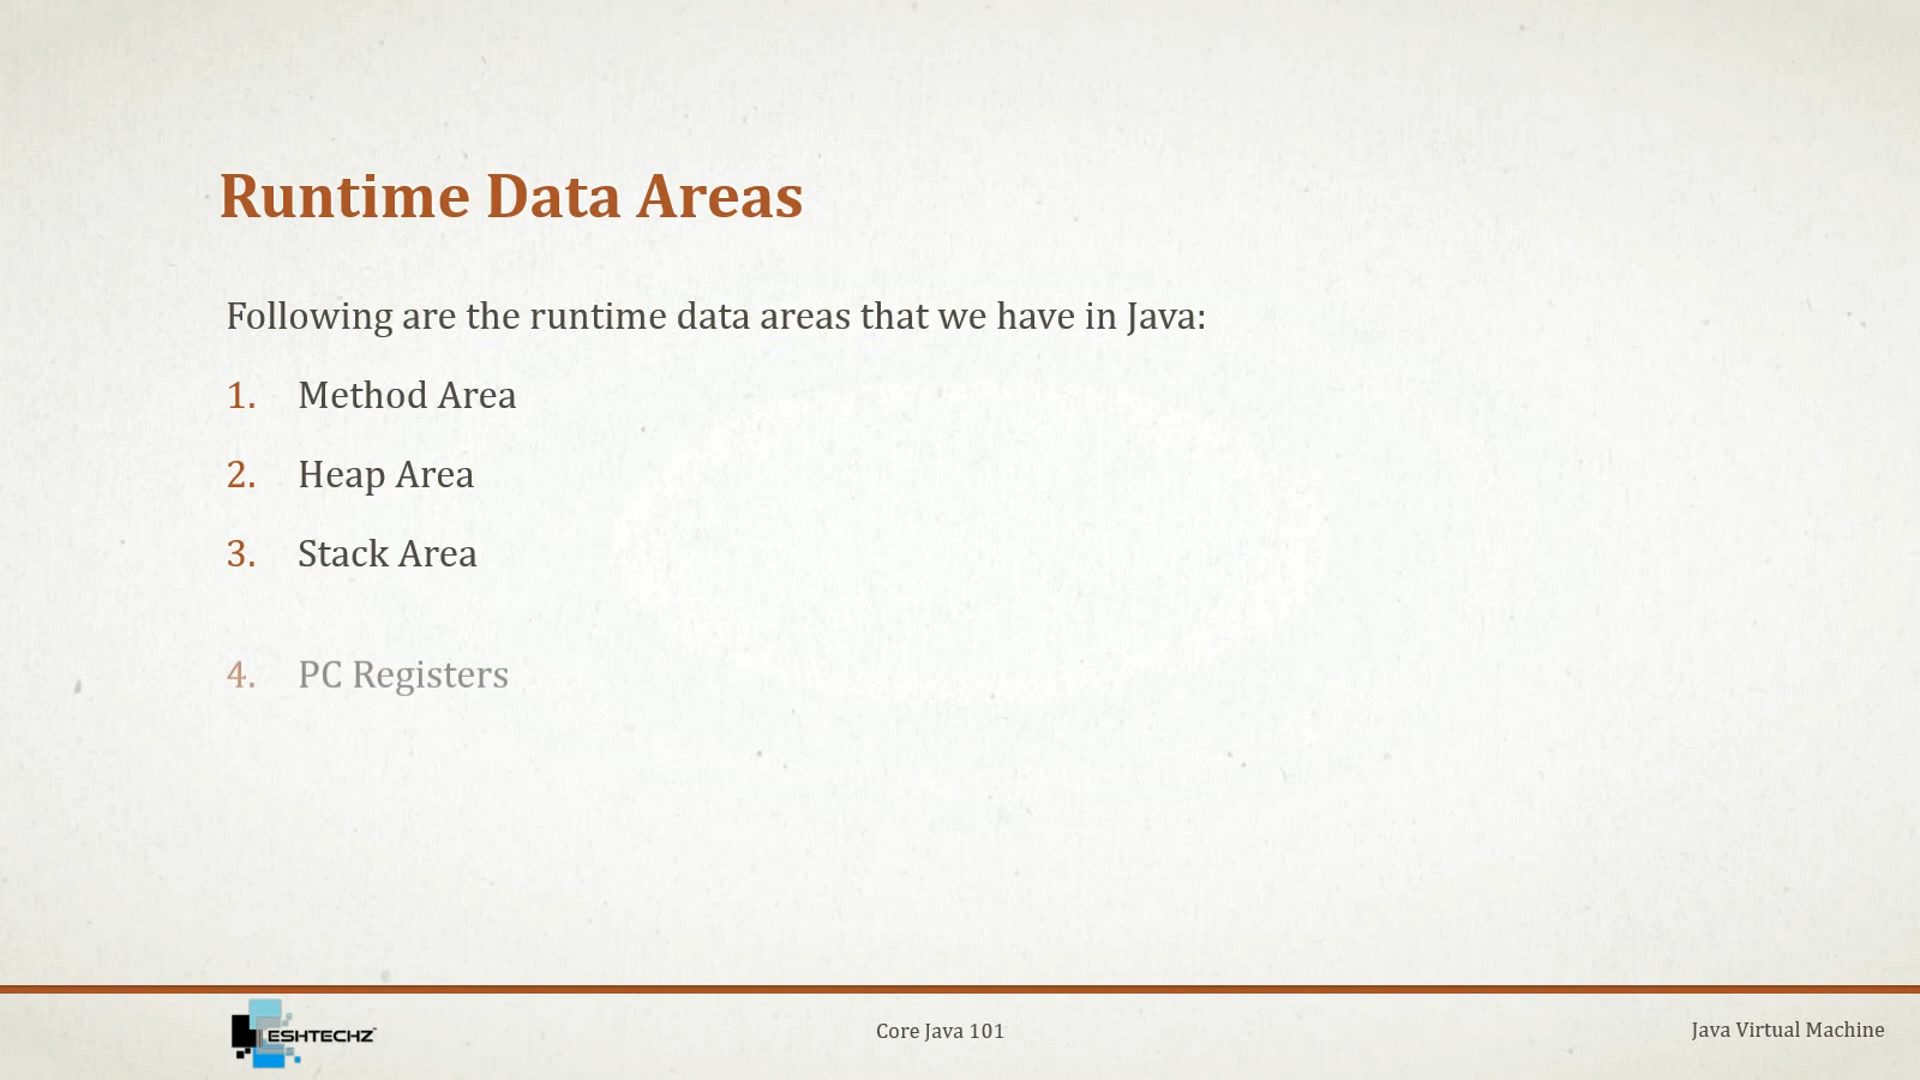 Runtime Data Areas
Following are the runtime data areas that we have in Java:
1. Method Area
2. Heap Area
3. Stack Area
4. PC Registers
ESHTECHZ
Core Java 101
Java Virtual Machine